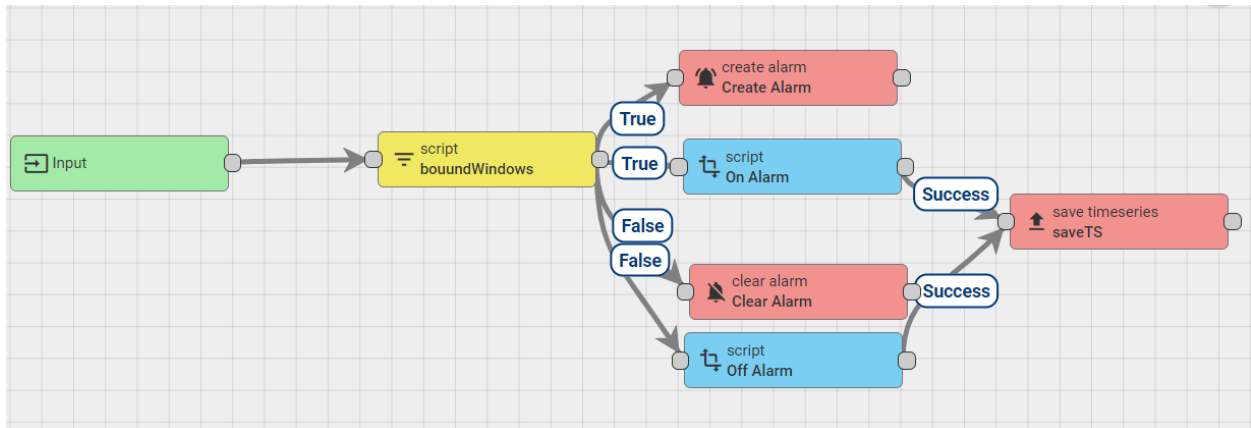 create alarm
Create Alarm
True
Input
script
bouundWindows
True
script
On Alarm
Success
save timeseries
saveTS
False
False
clear alarm
Clear Alarm
Success
script
Off Alarm